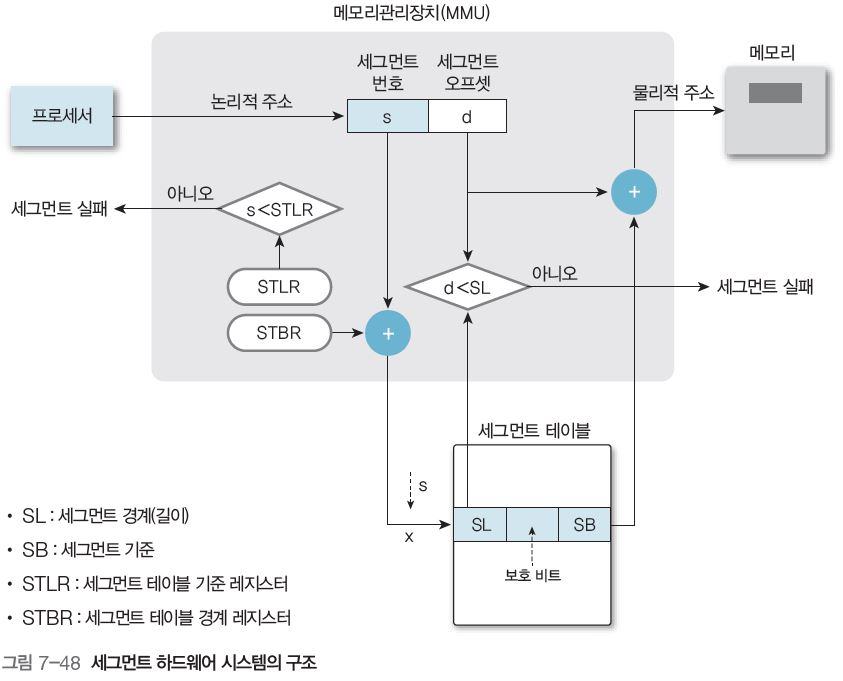 메모리관리장치(MMU)
세그먼트
번호
세그먼트
오프셋
메모리
프로세서
논리적 주소
s
d
물리적 주소
세그먼트 실패
아니오
s<STLR
+
STLR
d<SL
아니오
세그먼트 실패
STBR
+
세그먼트 테이블
s
x
SL
SB
보호 비트
• SL : 세그먼트 경계(길이)
• SB : 세그먼트 기준
• STLR : 세그먼트 테이블 기준 레지스터
• STBR : 세그먼트 테이블 경계 레지스터
그림 7-48 세그먼트 하드웨어 시스템의 구조